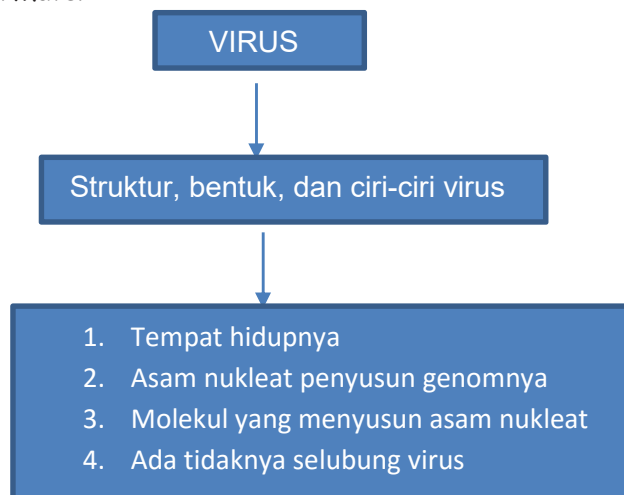 VIRUS
Struktur, bentuk, dan ciri-ciri virus
1. Tempat hidupnya
2. Asam nukleat penyusun genomnya
3. Molekul yang menyusun asam nukleat
4. Ada tidaknya selubung virus